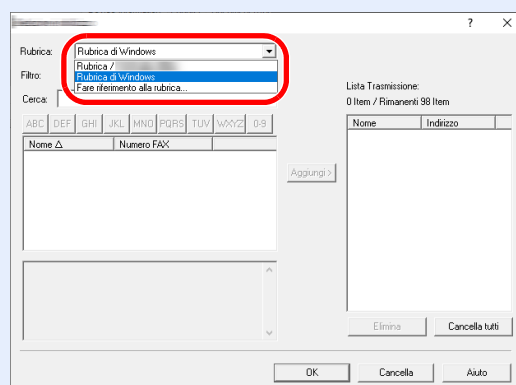 ?
Rubrica:
Rubrica di Windows
Rubrica /
Rubrica di Windows
Fare riferimento alla rubrica...
Filtro:
Cerca:
ABC DEF GHI JKL MNO PQRS TUV WXYZ 0-9
Nome Numero FAX
Aggiungi >
Lista Trasmissione:
0 Item / Rimanenti 98 Item
Nome Indirizzo
Elimina Cancella tutti
OK Cancella Aiuto